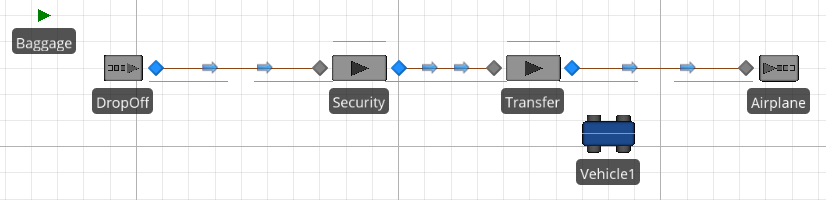 Baggage
DropOff
Security
Transfer
Airplane
Vehicle1